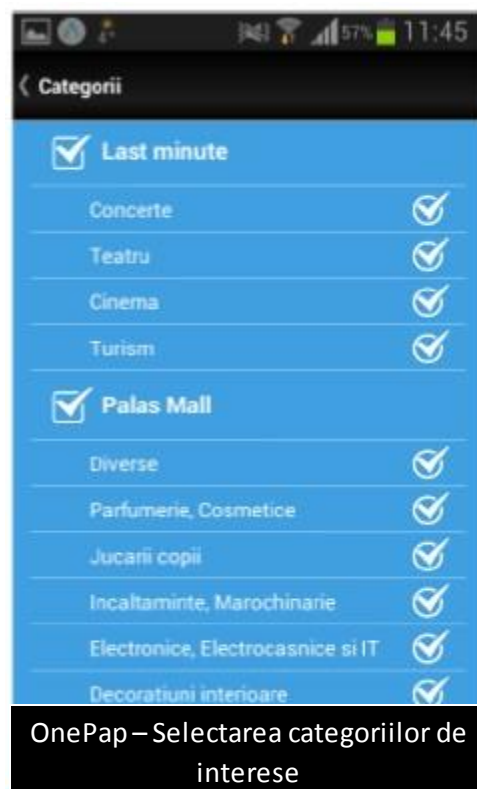 57% 11:45
Categorii
Last minute
Concerte
Teatru
Cinema
Turism
Palas Mall
Diverse
Parfumerie, Cosmetice
Jucarii copii
Incaltaminte, Marochinarie
Electronice, Electrocasnice si IT
Decoratiuni interioare
OnePap – Selectarea categoriilor de
interese